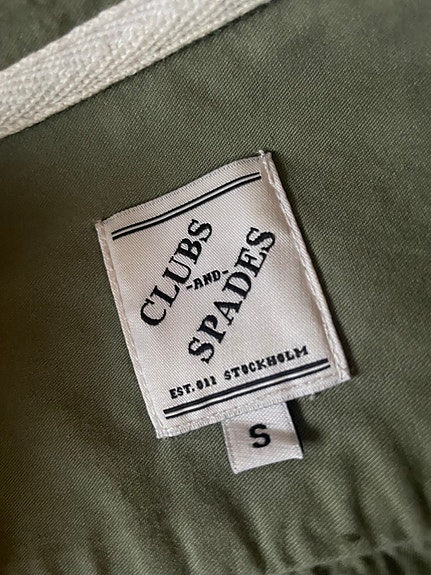 CLUBS
-AND-
SPADES
EST. 011 STOCKHOLM
S